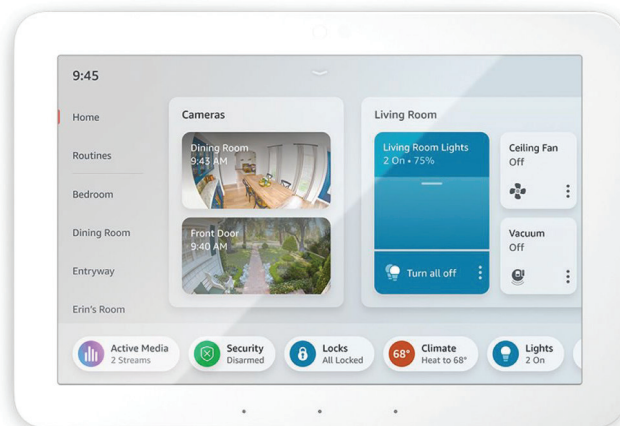 9:45
Home
Routines
Bedroom
Dining Room
Entryway
Erin's Room
Cameras
Dining Room
9:43 AM
Front Door
9:40 AM
Living Room
Living Room Lights
2 On • 75%
Turn all off
Ceiling Fan
Off
Vacuum
Off
Active Media
2 Streams
Security
Disarmed
Locks
All Locked
68°
Climate
Heat to 68°
Lights
2 On